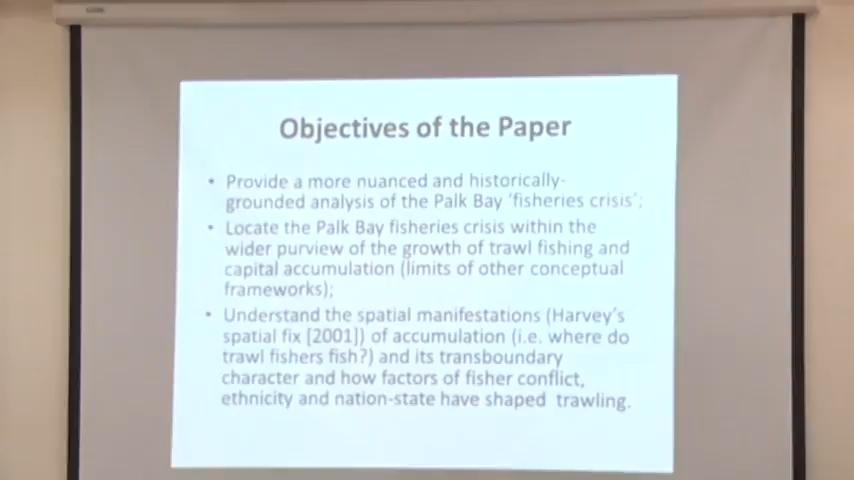 Objectives of the Paper
• Provide a more nuanced and historically-
grounded analysis of the Palk Bay 'fisheries crisis';
• Locate the Palk Bay fisheries crisis within the
wider purview of the growth of trawl fishing and
capital accumulation (limits of other conceptual
frameworks);
• Understand the spatial manifestations (Harvey's
spatial fix [2001]) of accumulation (i.e. where do
trawl fishers fish?) and its transboundary
character and how factors of fisher conflict,
ethnicity and nation-state have shaped trawling.